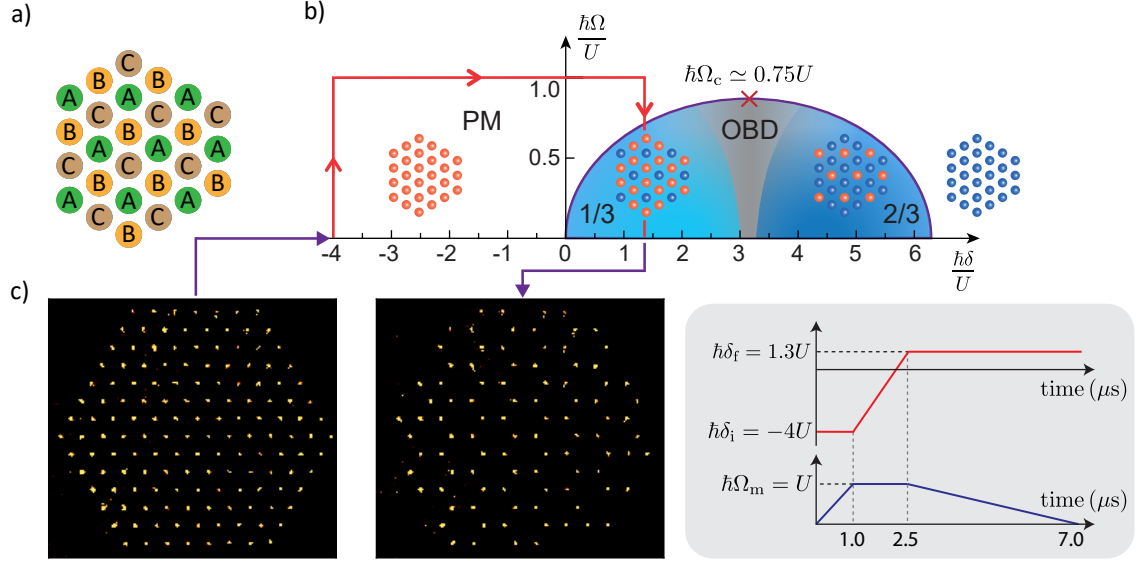 a)
C
B B
A A A
C C C
B B B
A A A
C C C
B B B
A A A
C C
B
b)
ħΩ
U
ħΩc ≃ 0.75U
1.0
PM
OBD
0.5
1/3
2/3
-4 -3 -2 -1 0 1 2 3 4 5 6
ħδ
U
c)
ħδf = 1.3U
time (μs)
ħδi = −4U
ħΩm = U
time (μs)
1.0 2.5 7.0